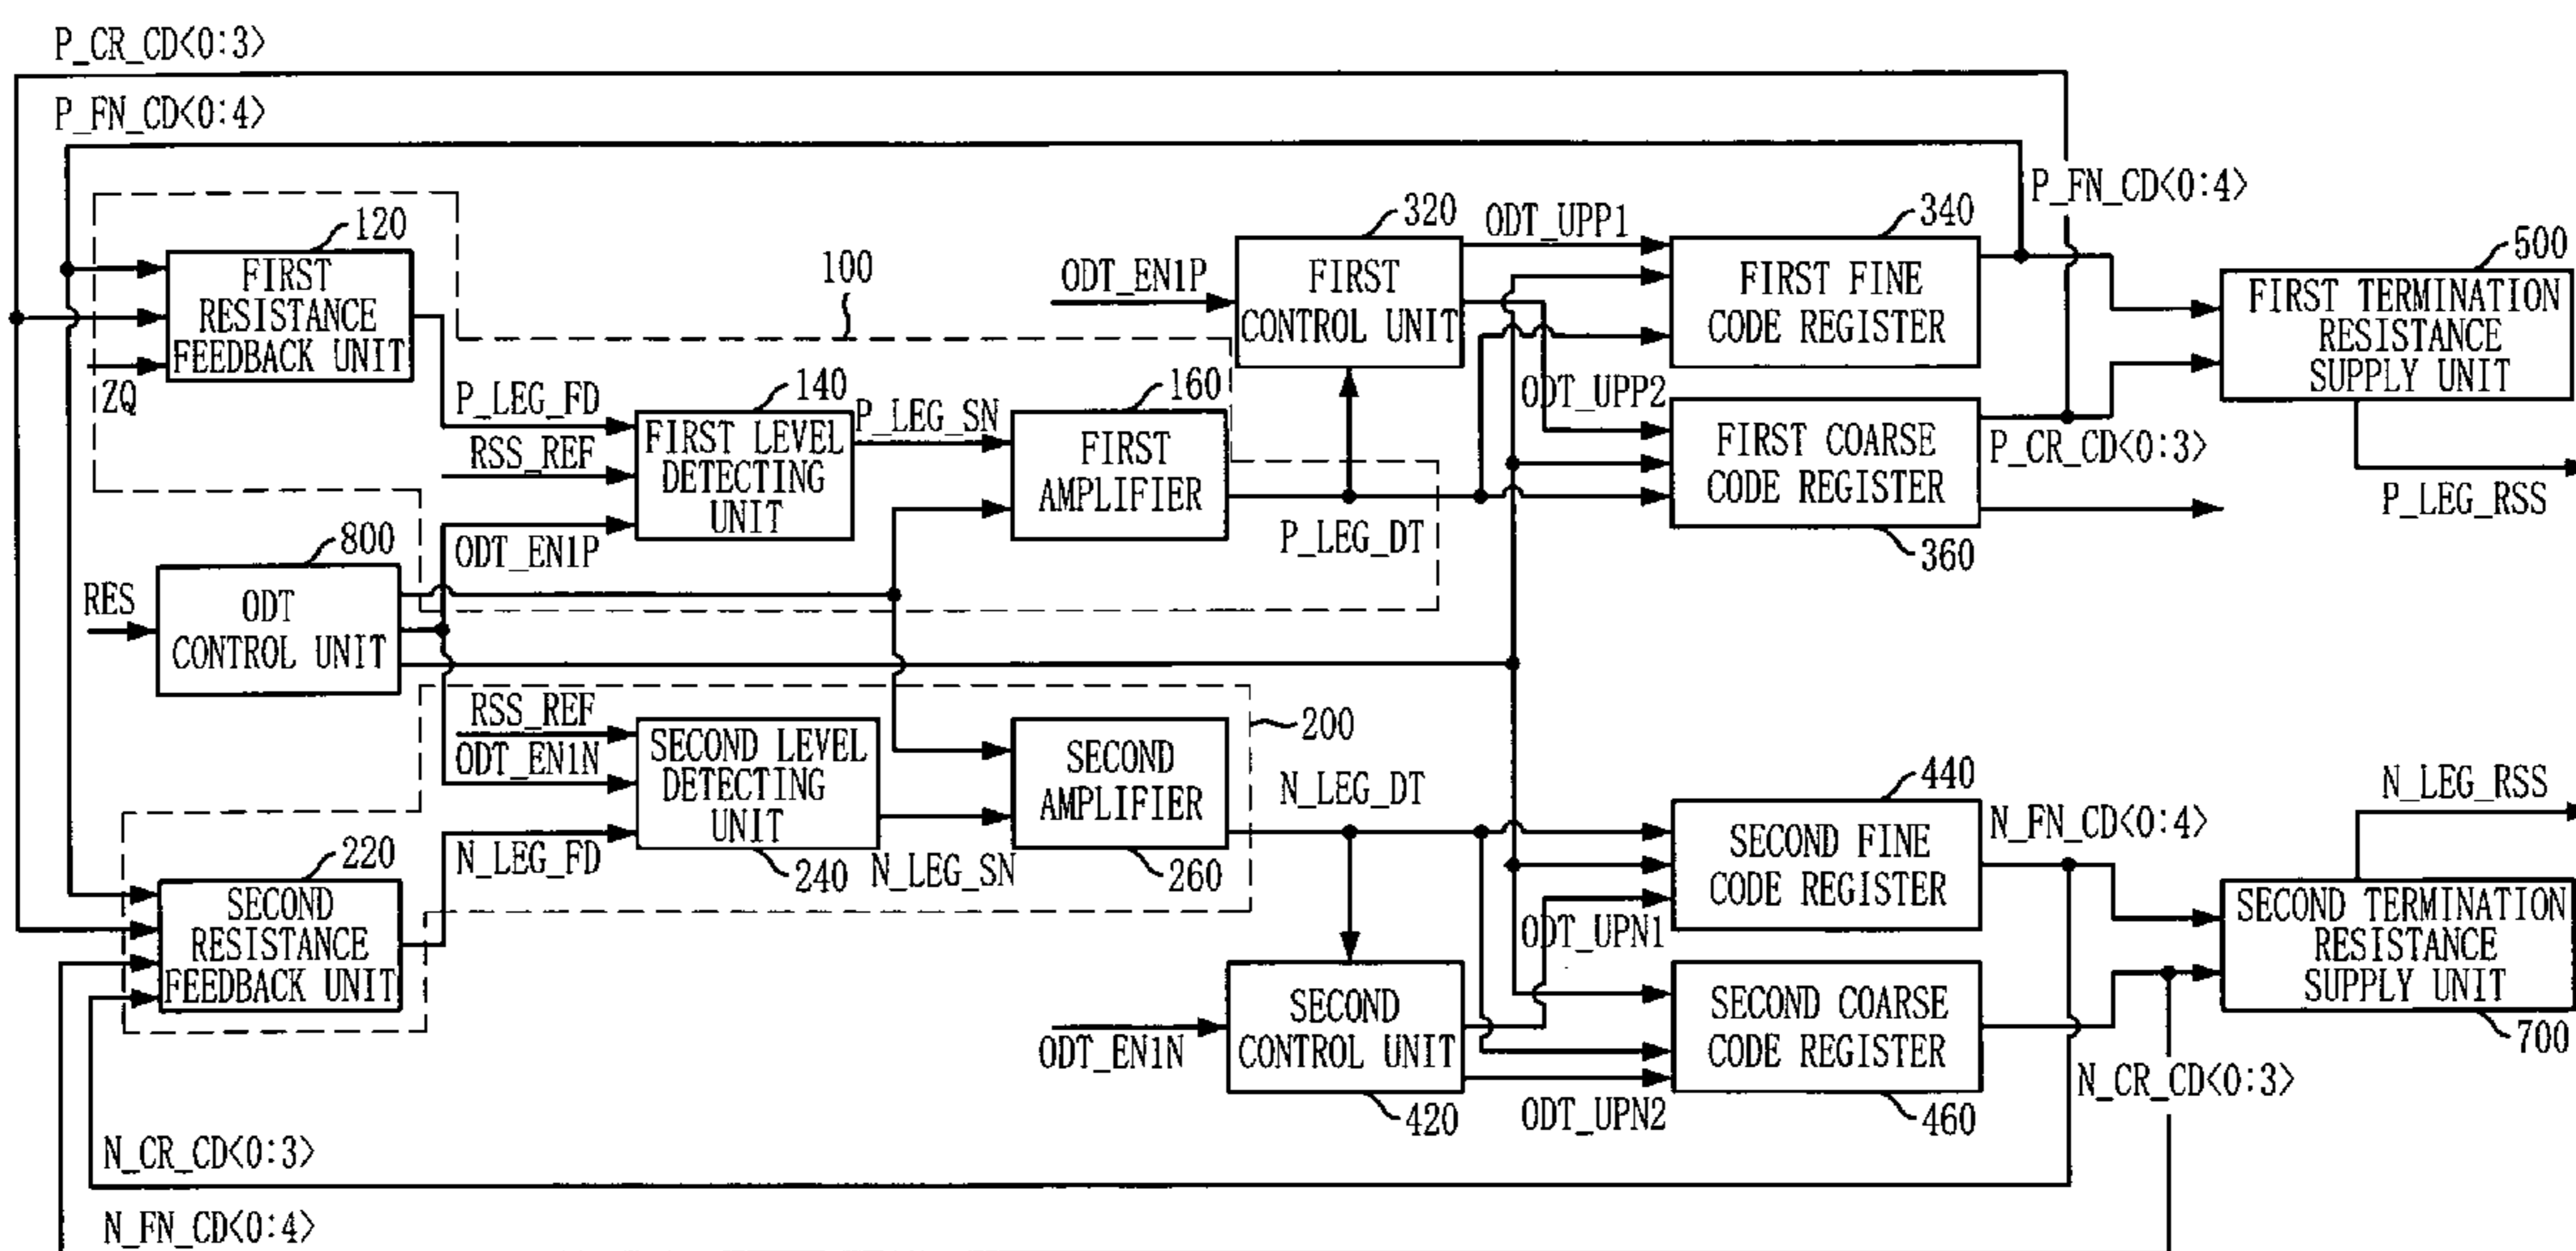 P_CR_CD<0:3>
P_FN_CD<0:4>
P_FN_CD<0:4>
120
FIRST
RESISTANCE
FEEDBACK UNIT
ZQ
100
320
ODT_EN1P
FIRST
CONTROL UNIT
ODT_UPP1
340
FIRST FINE
CODE REGISTER
500
FIRST TERMINATION
RESISTANCE
SUPPLY UNIT
P_LEG_FD
RSS_REF
ODT_EN1P
140
FIRST LEVEL
DETECTING
UNIT
P_LEG_SN
160
FIRST
AMPLIFIER
P_LEG_DT
ODT_UPP2
FIRST COARSE
CODE REGISTER
360
P_CR_CD<0:3>
P_LEG_RSS
800
RES
ODT
CONTROL UNIT
RSS_REF
ODT_EN1N
N_LEG_FD
SECOND LEVEL
DETECTING
UNIT
240
N_LEG_SN
SECOND
AMPLIFIER
260
200
N_LEG_DT
440
SECOND FINE
CODE REGISTER
N_FN_CD<0:4>
N_LEG_RSS
220
SECOND
RESISTANCE
FEEDBACK UNIT
ODT_UPN1
SECOND TERMINATION
RESISTANCE
SUPPLY UNIT
700
ODT_EN1N
SECOND
CONTROL UNIT
420
ODT_UPN2
SECOND COARSE
CODE REGISTER
460
N_CR_CD<0:3>
N_CR_CD<0:3>
N_FN_CD<0:4>